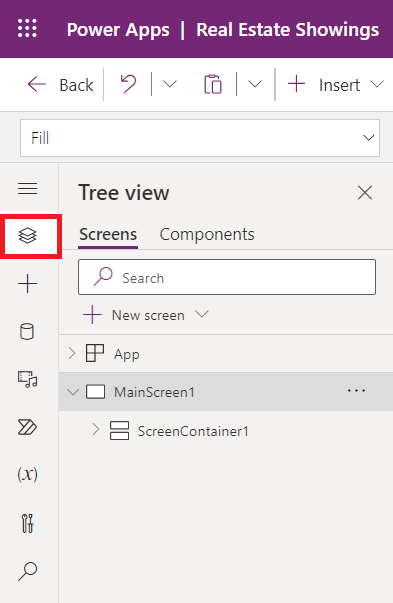 Power Apps | Real Estate Showings
Back Insert
Fill
Tree view
Screens Components
Search
New screen
App
MainScreen1 ...
ScreenContainer1
(x)